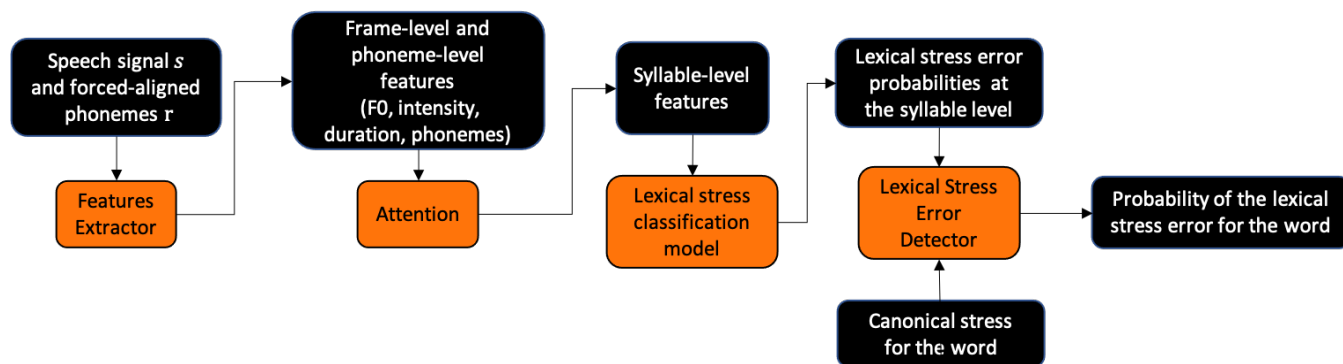 Speech signal s
and forced-aligned
phonemes r
Features
Extractor
Frame-level and
phoneme-level
features
(F0, intensity,
duration, phonemes)
Attention
Syllable-level
features
Lexical stress
classification
model
Lexical stress error
probabilities at
the syllable level
Lexical Stress
Error
Detector
Canonical stress
for the word
Probability of the lexical
stress error for the word